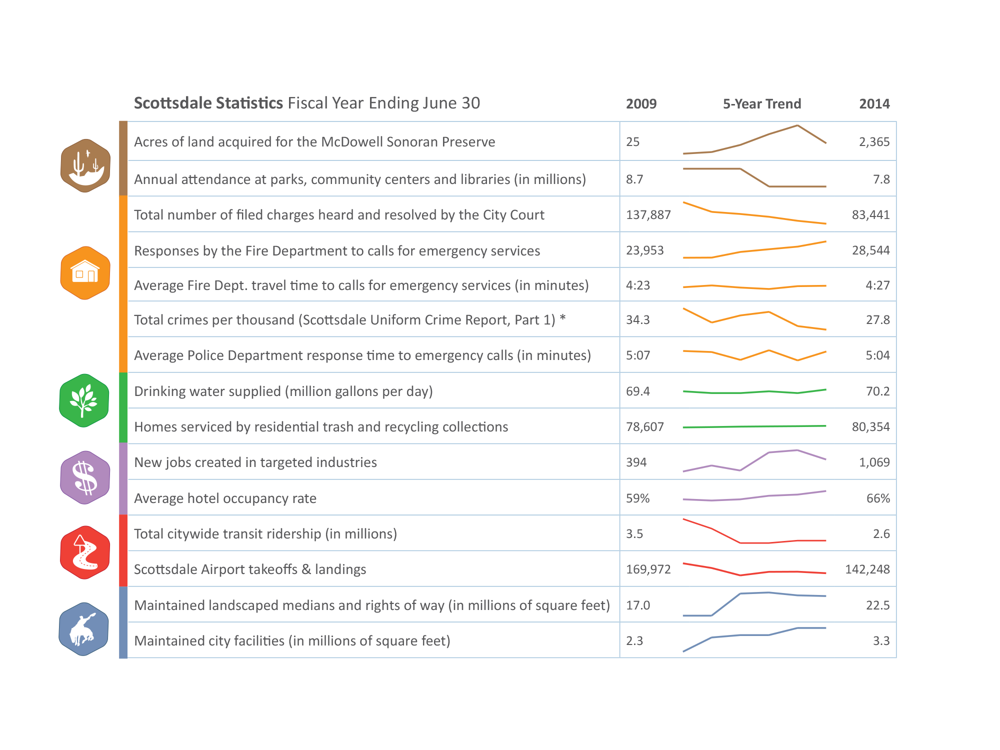 Scottsdale Statistics Fiscal Year Ending June 30 2009 5-Year Trend 2014
Acres of land acquired for the McDowell Sonoran Preserve 25 2,365
Annual attendance at parks, community centers and libraries (in millions) 8.7 7.8
Total number of filed charges heard and resolved by the City Court 137,887 83,441
Responses by the Fire Department to calls for emergency services 23,953 28,544
Average Fire Dept. travel time to calls for emergency services (in minutes) 4:23 4:27
Total crimes per thousand (Scottsdale Uniform Crime Report, Part 1) * 34.3 27.8
Average Police Department response time to emergency calls (in minutes) 5:07 5:04
Drinking water supplied (million gallons per day) 69.4 70.2
Homes serviced by residential trash and recycling collections 78,607 80,354
New jobs created in targeted industries 394 1,069
Average hotel occupancy rate 59% 66%
Total citywide transit ridership (in millions) 3.5 2.6
Scottsdale Airport takeoffs & landings 169,972 142,248
Maintained landscaped medians and rights of way (in millions of square feet) 17.0 22.5
Maintained city facilities (in millions of square feet) 2.3 3.3